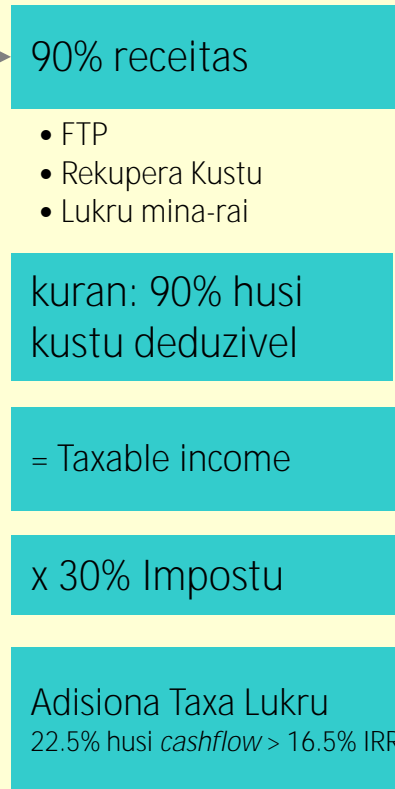 90% receitas
• FTP
• Rekupera Kustu
• Lukru mina-rai
kuran: 90% husi
kustu deduzivel
= Taxable income
x 30% Impostu
Adisiona Taxa Lukru
22.5% husi cashflow > 16.5% IRR